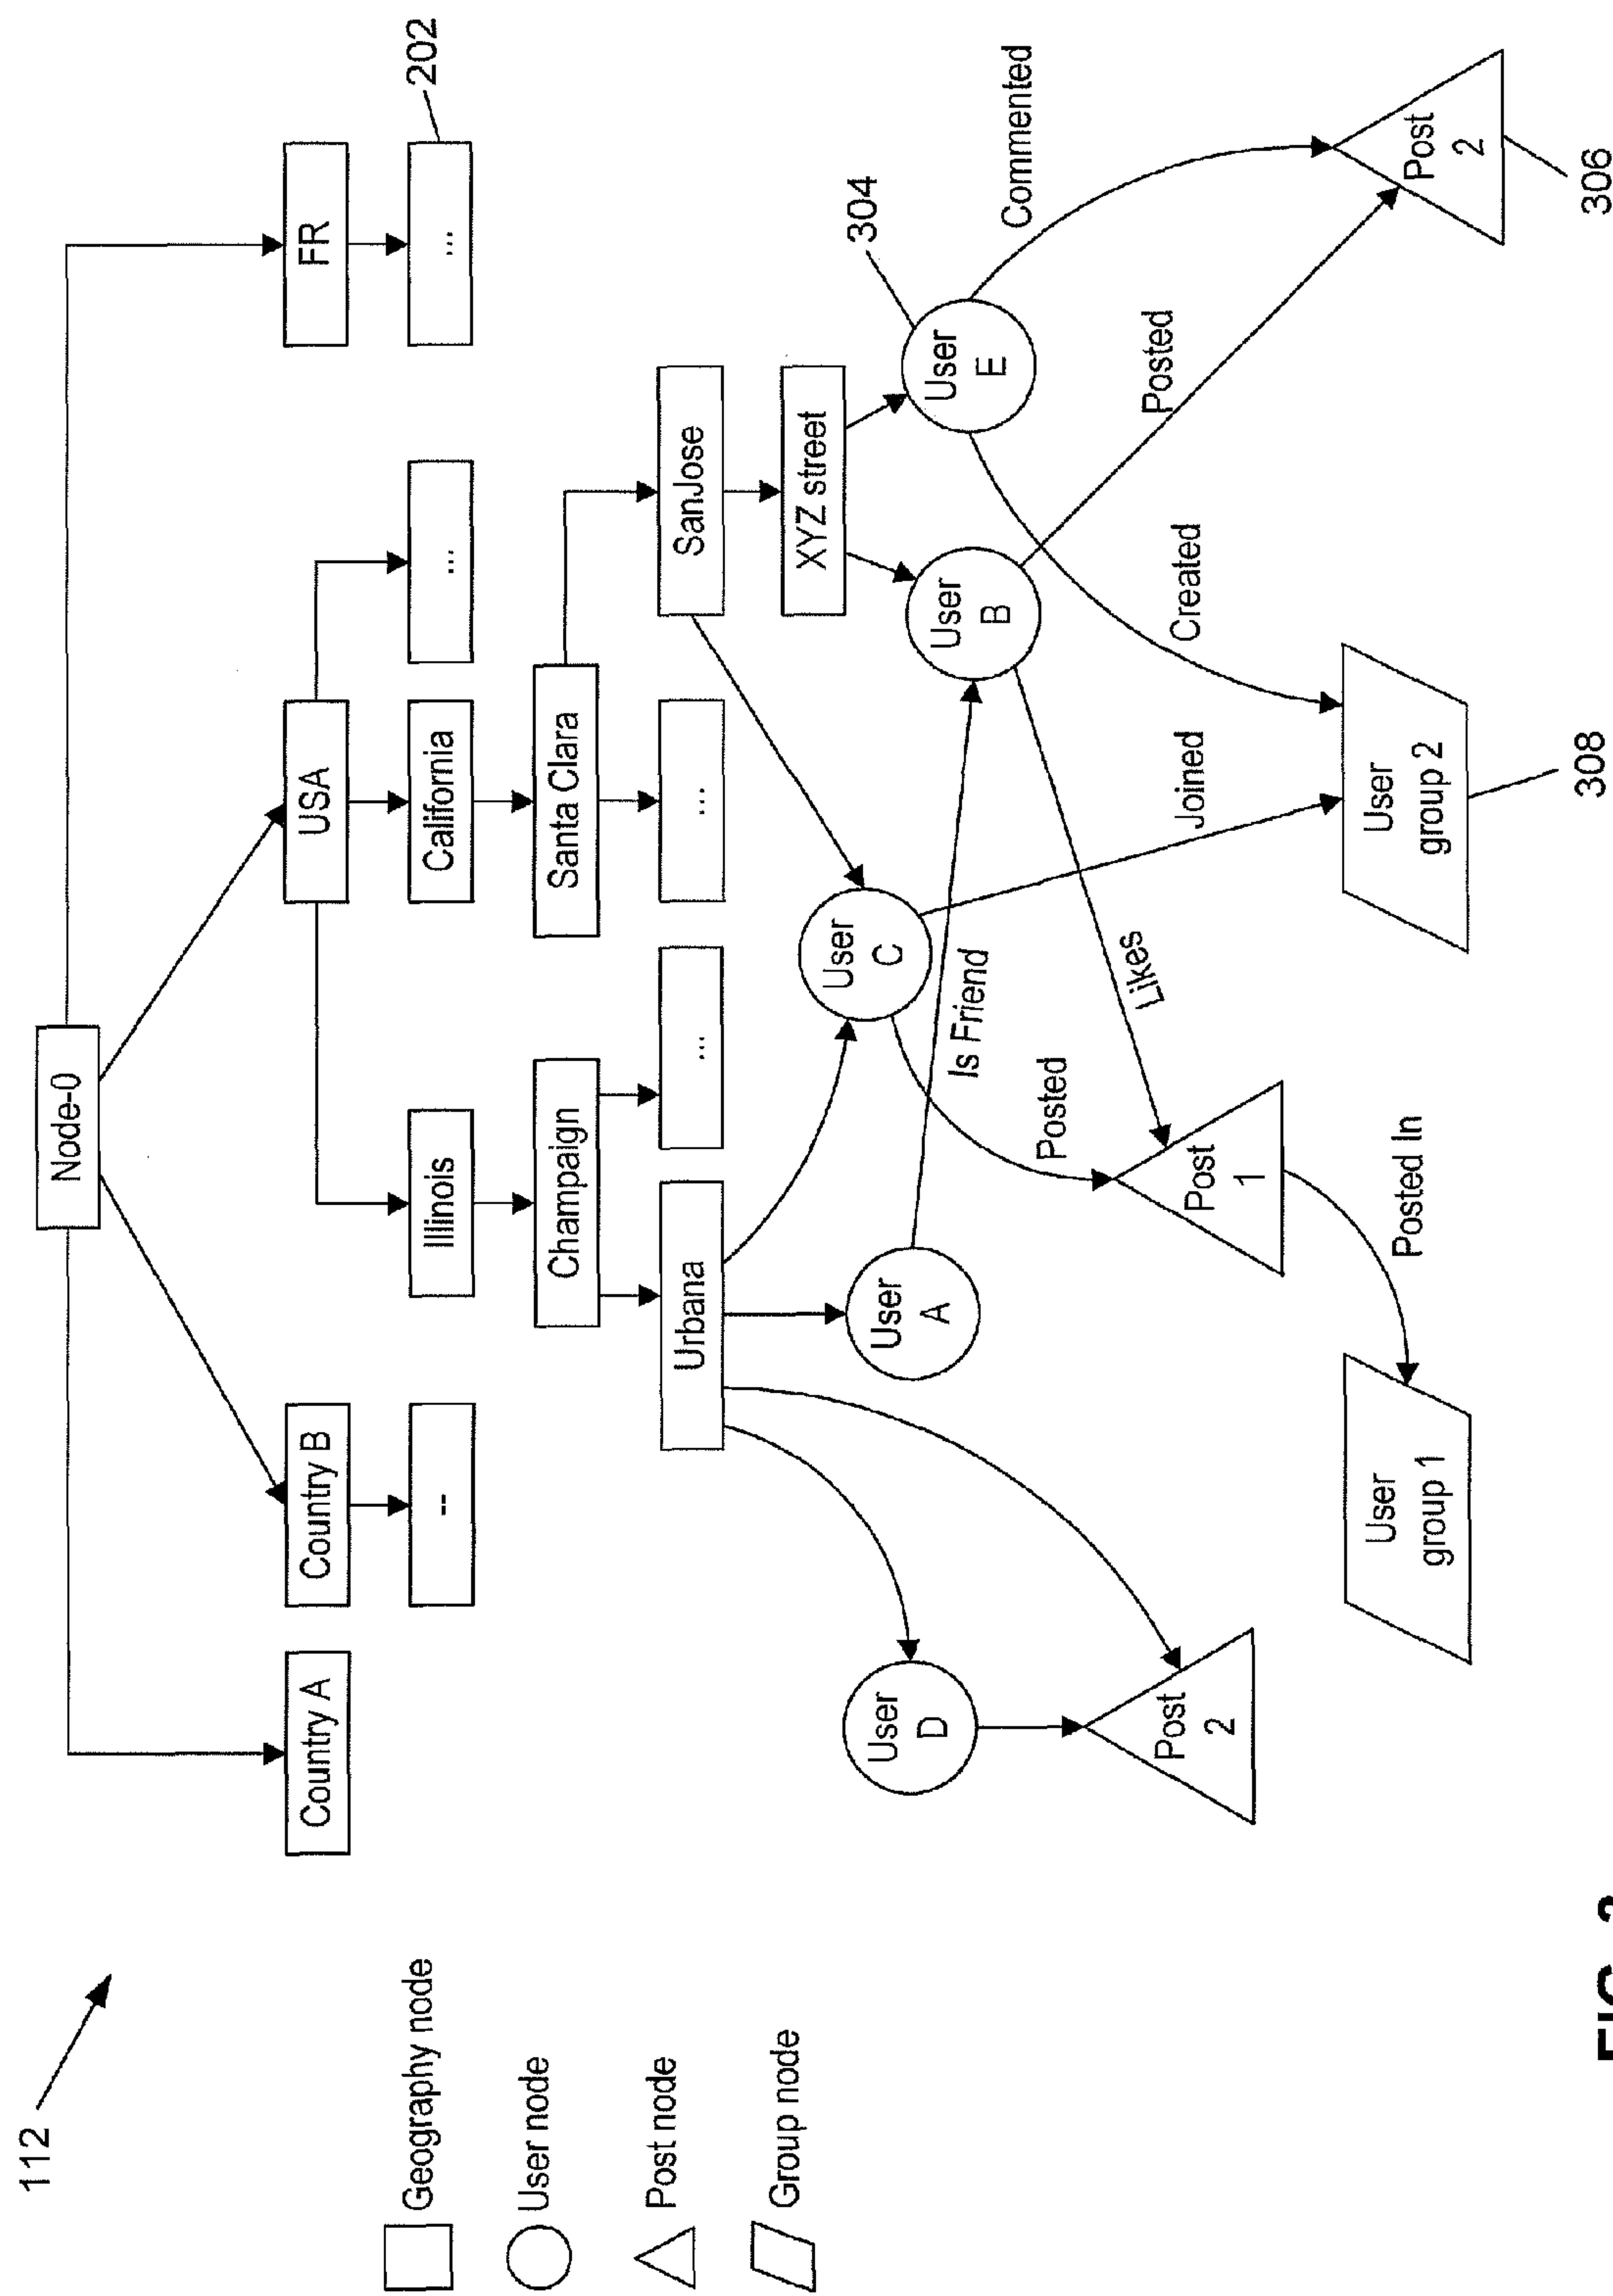 112
Geography node
User node
Post node
Group node
Node-0
Country A
Country B
USA
FR
--
Illinois
California
...
...
202
Champaign
Santa Clara
Urbana
...
...
SanJose
XYZ street
User
D
User
A
User
C
User
B
User
E
304
Is Friend
Posted
Likes
Joined
Created
Posted
Commented
Post
2
Post
1
Posted In
User
group 1
User
group 2
308
Post
2
306